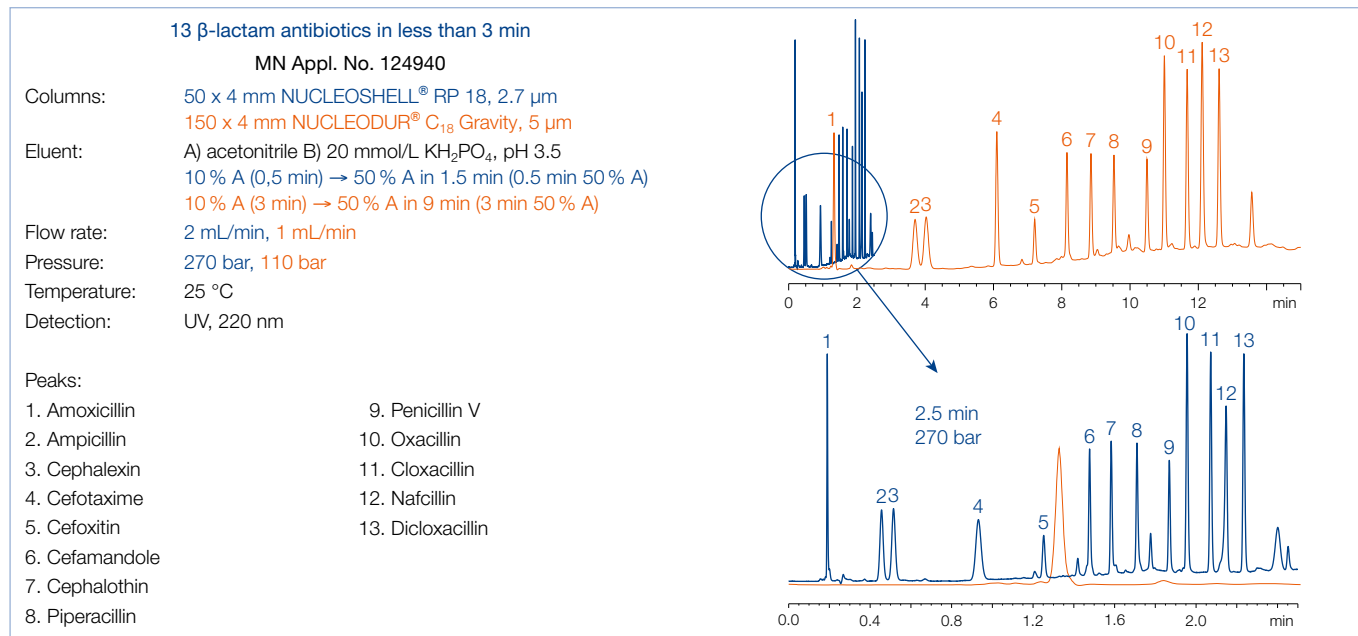 13 β-lactam antibiotics in less than 3 min
MN Appl. No. 124940
Columns: 50 x 4 mm NUCLEOSHELL® RP 18, 2.7 µm
150 x 4 mm NUCLEODUR® C₁₈ Gravity, 5 µm
Eluent: A) acetonitrile B) 20 mmol/L KH₂PO₄, pH 3.5
10 % A (0,5 min) → 50 % A in 1.5 min (0.5 min 50 % A)
10 % A (3 min) → 50 % A in 9 min (3 min 50 % A)
Flow rate: 2 mL/min, 1 mL/min
Pressure: 270 bar, 110 bar
Temperature: 25 °C
Detection: UV, 220 nm
Peaks:
1. Amoxicillin
2. Ampicillin
3. Cephalexin
4. Cefotaxime
5. Cefoxitin
6. Cefamandole
7. Cephalothin
8. Piperacillin
9. Penicillin V
10. Oxacillin
11. Cloxacillin
12. Nafcillin
13. Dicloxacillin
1 23 4 5 6 7 8 9 10 11 12 13
0 2 4 6 8 10 12 min
1 23 4 5 6 7 8 9 10 11 12 13
2.5 min
270 bar
0.0 0.4 0.8 1.2 1.6 2.0 min